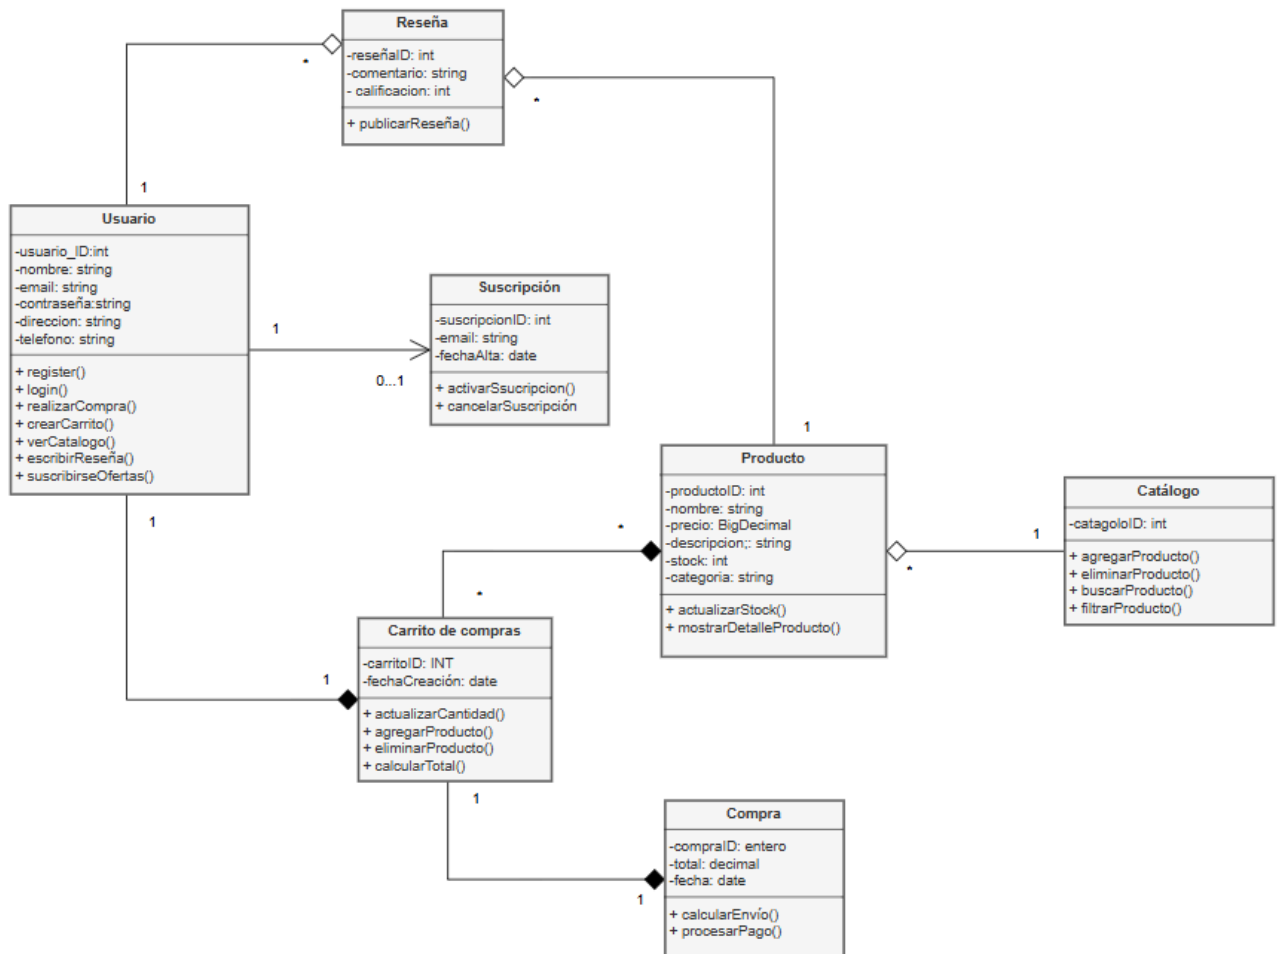 Reseña
-reseñaID: int
-comentario: string
- calificacion: int
+ publicarReseña()
*
*
1
Usuario
-usuario_ID:int
-nombre: string
-email: string
-contraseña:string
-direccion: string
-telefono: string
+ register()
+ login()
+ realizarCompra()
+ crearCarrito()
+ verCatalogo()
+ escribirReseña()
+ suscribirseOfertas()
1
0...1
Suscripción
-suscripcionID: int
-email: string
-fechaAlta: date
+ activarSsucripcion()
+ cancelarSuscripción
1
Producto
-productoID: int
-nombre: string
-precio: BigDecimal
-descripcion;: string
-stock: int
-categoria: string
+ actualizarStock()
+ mostrarDetalleProducto()
*
1
Catálogo
-catagoloID: int
+ agregarProducto()
+ eliminarProducto()
+ buscarProducto()
+ filtrarProducto()
1
*
*
1
Carrito de compras
-carritoID: INT
-fechaCreación: date
+ actualizarCantidad()
+ agregarProducto()
+ eliminarProducto()
+ calcularTotal()
1
1
Compra
-compraID: entero
-total: decimal
-fecha: date
+ calcularEnvío()
+ procesarPago()